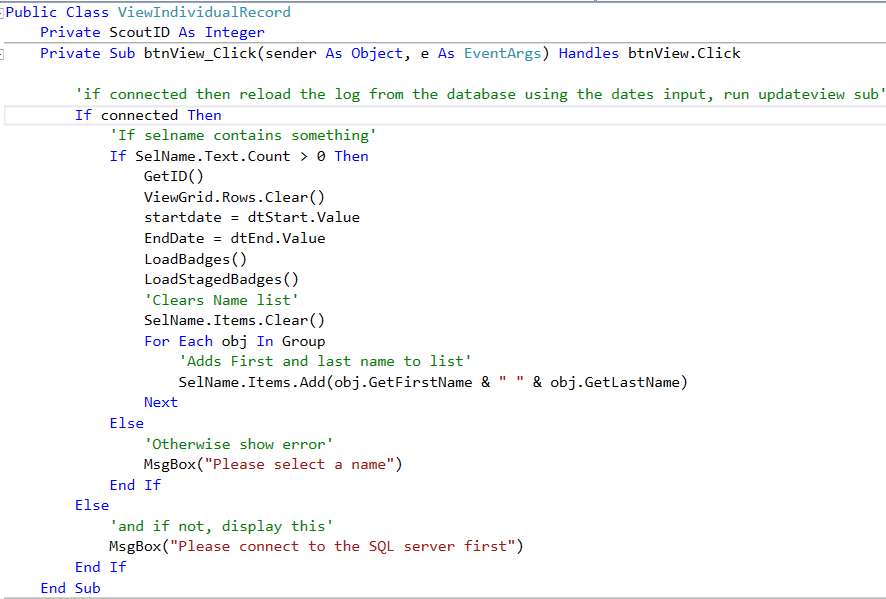 Public Class ViewIndividualRecord
    Private ScoutID As Integer
    Private Sub btnView_Click(sender As Object, e As EventArgs) Handles btnView.Click
        'if connected then reload the log from the database using the dates input, run updateview sub'
        If connected Then
            'If selname contains something'
            If SelName.Text.Count > 0 Then
                GetID()
                ViewGrid.Rows.Clear()
                startdate = dtStart.Value
                EndDate = dtEnd.Value
                LoadBadges()
                LoadStagedBadges()
                'Clears Name list'
                SelName.Items.Clear()
                For Each obj In Group
                    'Adds First and last name to list'
                    SelName.Items.Add(obj.GetFirstName & " " & obj.GetLastName)
                Next
            Else
                'Otherwise show error'
                MsgBox("Please select a name")
            End If
        Else
            'and if not, display this'
            MsgBox("Please connect to the SQL server first")
        End If
    End Sub